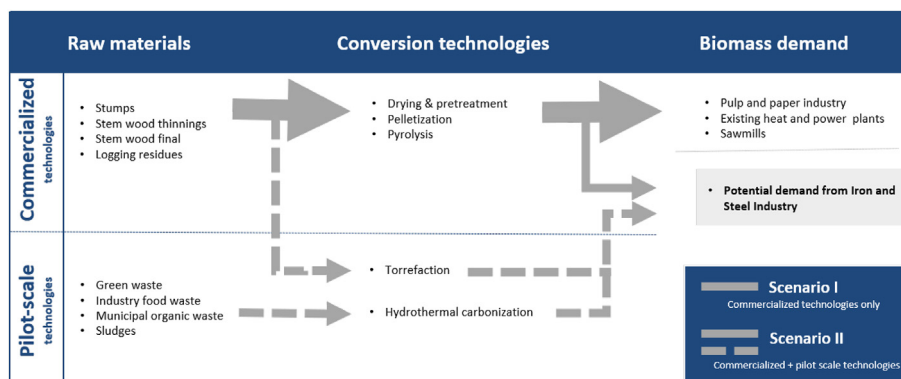 Raw materials
Conversion technologies
Biomass demand
Commercialized
technologies
• Stumps
• Stem wood thinnings
• Stem wood final
• Logging residues
• Drying & pretreatment
• Pelletization
• Pyrolysis
• Pulp and paper industry
• Existing heat and power plants
• Sawmills
• Potential demand from Iron and
Steel Industry
Pilot-scale
technologies
• Green waste
• Industry food waste
• Municipal organic waste
• Sludges
• Torrefaction
• Hydrothermal carbonization
Scenario I
Commercialized technologies only
Scenario II
Commercialized + pilot scale technologies